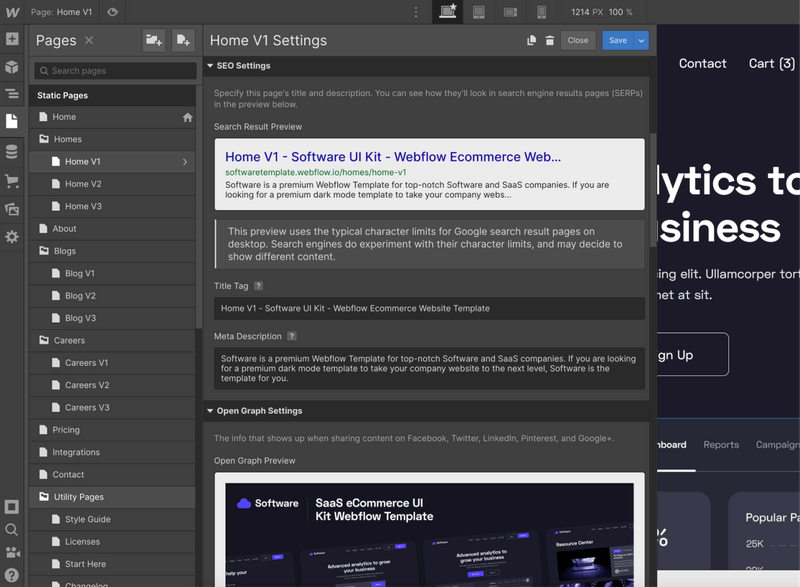 W Page: Home V1
1214 PX 100 %
Pages
Search pages
Static Pages
Home
Homes
Home V1
Home V2
Home V3
About
Blogs
Blog V1
Blog V2
Blog V3
Careers
Careers V1
Careers V2
Careers V3
Pricing
Integrations
Contact
Utility Pages
Style Guide
Licenses
Start Here
Changelog
Home V1 Settings
Close
Save
SEO Settings
Specify this page's title and description. You can see how they'll look in search engine results pages (SERPs)
in the preview below.
Search Result Preview
Home V1 - Software UI Kit - Webflow Ecommerce Web...
softwaretemplate.webflow.io/homes/home-v1
Software is a premium Webflow Template for top-notch Software and SaaS companies. If you are
looking for a premium dark mode template to take your company webs...
This preview uses the typical character limits for Google search result pages on
desktop. Search engines do experiment with their character limits, and may decide to
show different content.
Title Tag ?
Home V1 - Software UI Kit - Webflow Ecommerce Website Template
Meta Description ?
Software is a premium Webflow Template for top-notch Software and SaaS companies. If you are looking
for a premium dark mode template to take your company website to the next level, Software is the
template for you.
Open Graph Settings
The info that shows up when sharing content on Facebook, Twitter, LinkedIn, Pinterest, and Google+.
Open Graph Preview
Software
SaaS eCommerce UI
Kit Webflow Template
help your
Advanced analytics to
grow your business
Advanced analytics to
grow your business
Resource Center
Contact Cart (3)
lytics to
siness
cing elit. Ullamcorper tort
met at sit.
gn Up
hboard Reports Campaign
%
Popular Pa
25K
20K